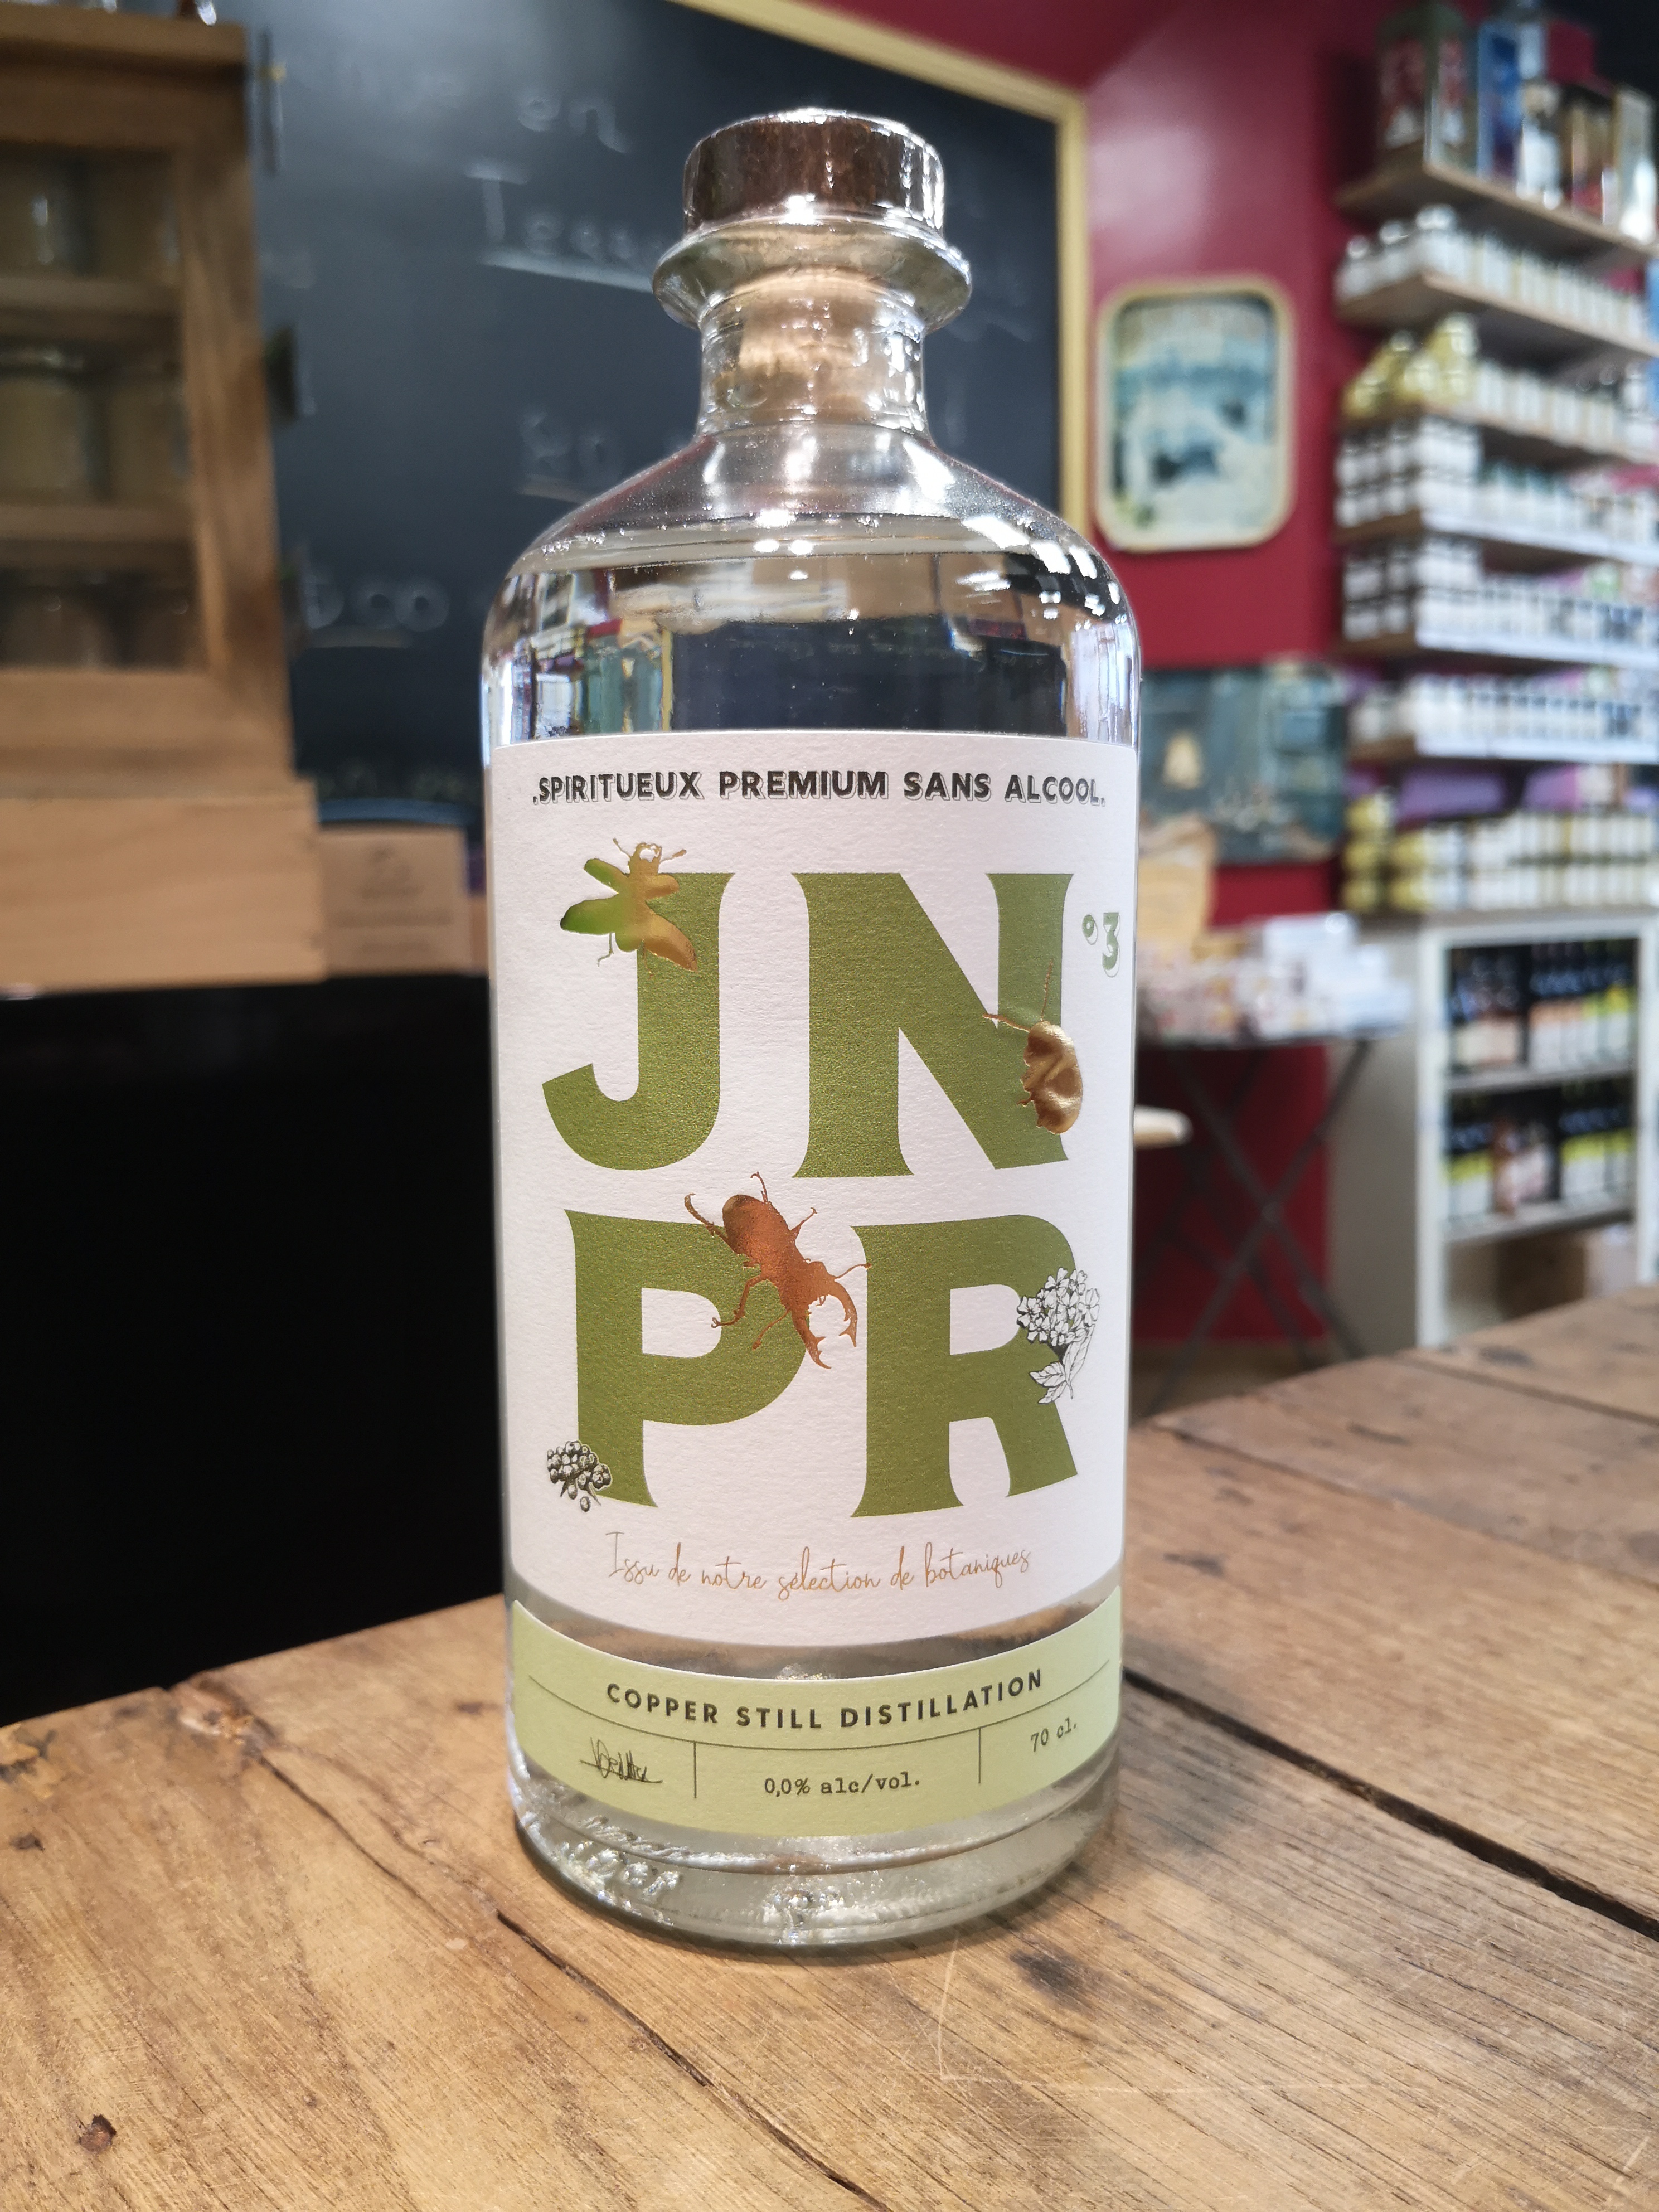 .SPIRITUEUX PREMIUM SANS ALCOOL.
JN °3
PR
Issu de notre sélection de botaniques
COPPER STILL DISTILLATION
0,0% alc/vol.
70 cl.